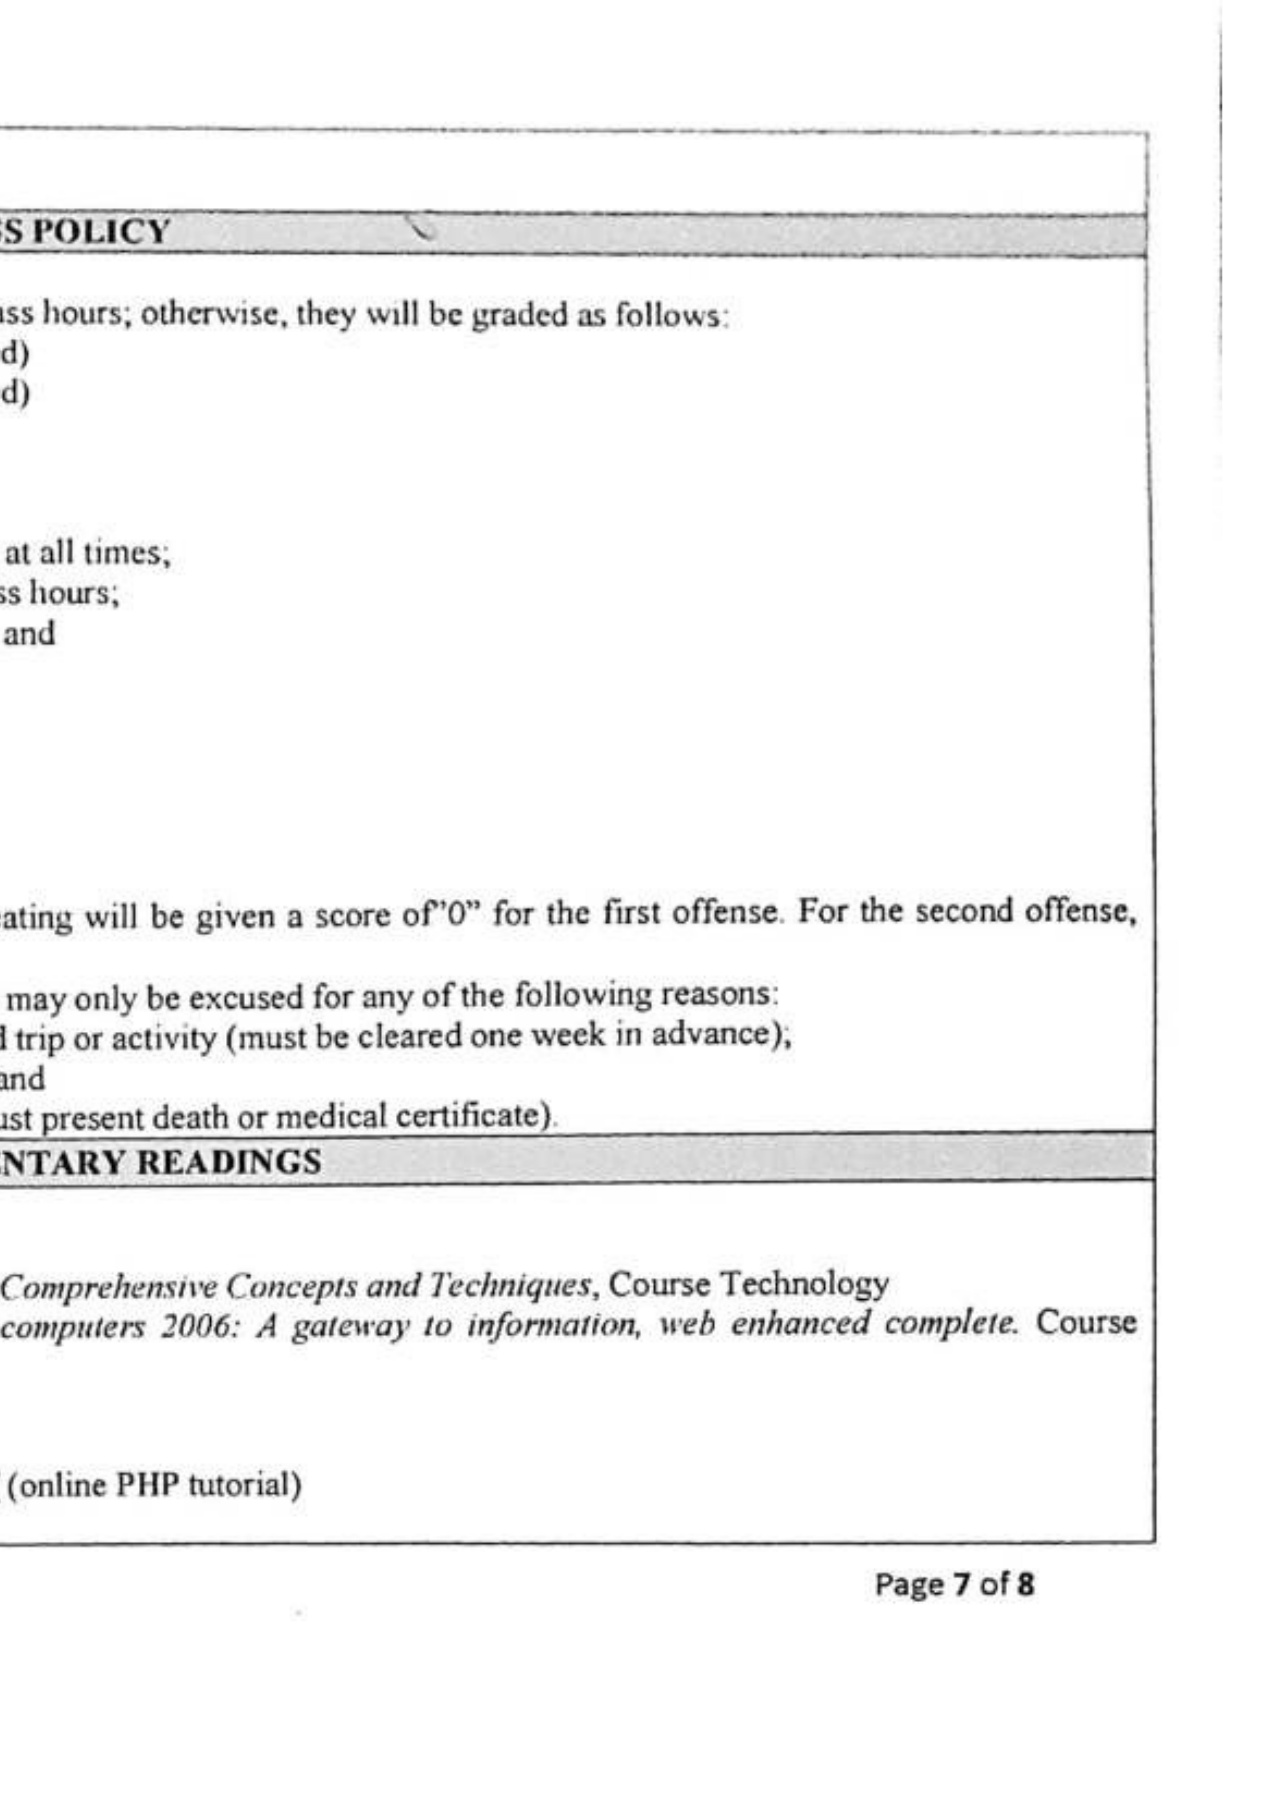 S POLICY
ass hours; otherwise, they will be graded as follows:
d)
d)
at all times;
ss hours;
and
eating will be given a score of"0" for the first offense. For the second offense,
may only be excused for any of the following reasons:
d trip or activity (must be cleared one week in advance);
and
ust present death or medical certificate).
ENTARY READINGS
Comprehensive Concepts and Techniques, Course Technology
computers 2006: A gateway to information, web enhanced complete. Course
(online PHP tutorial)
Page 7 of 8